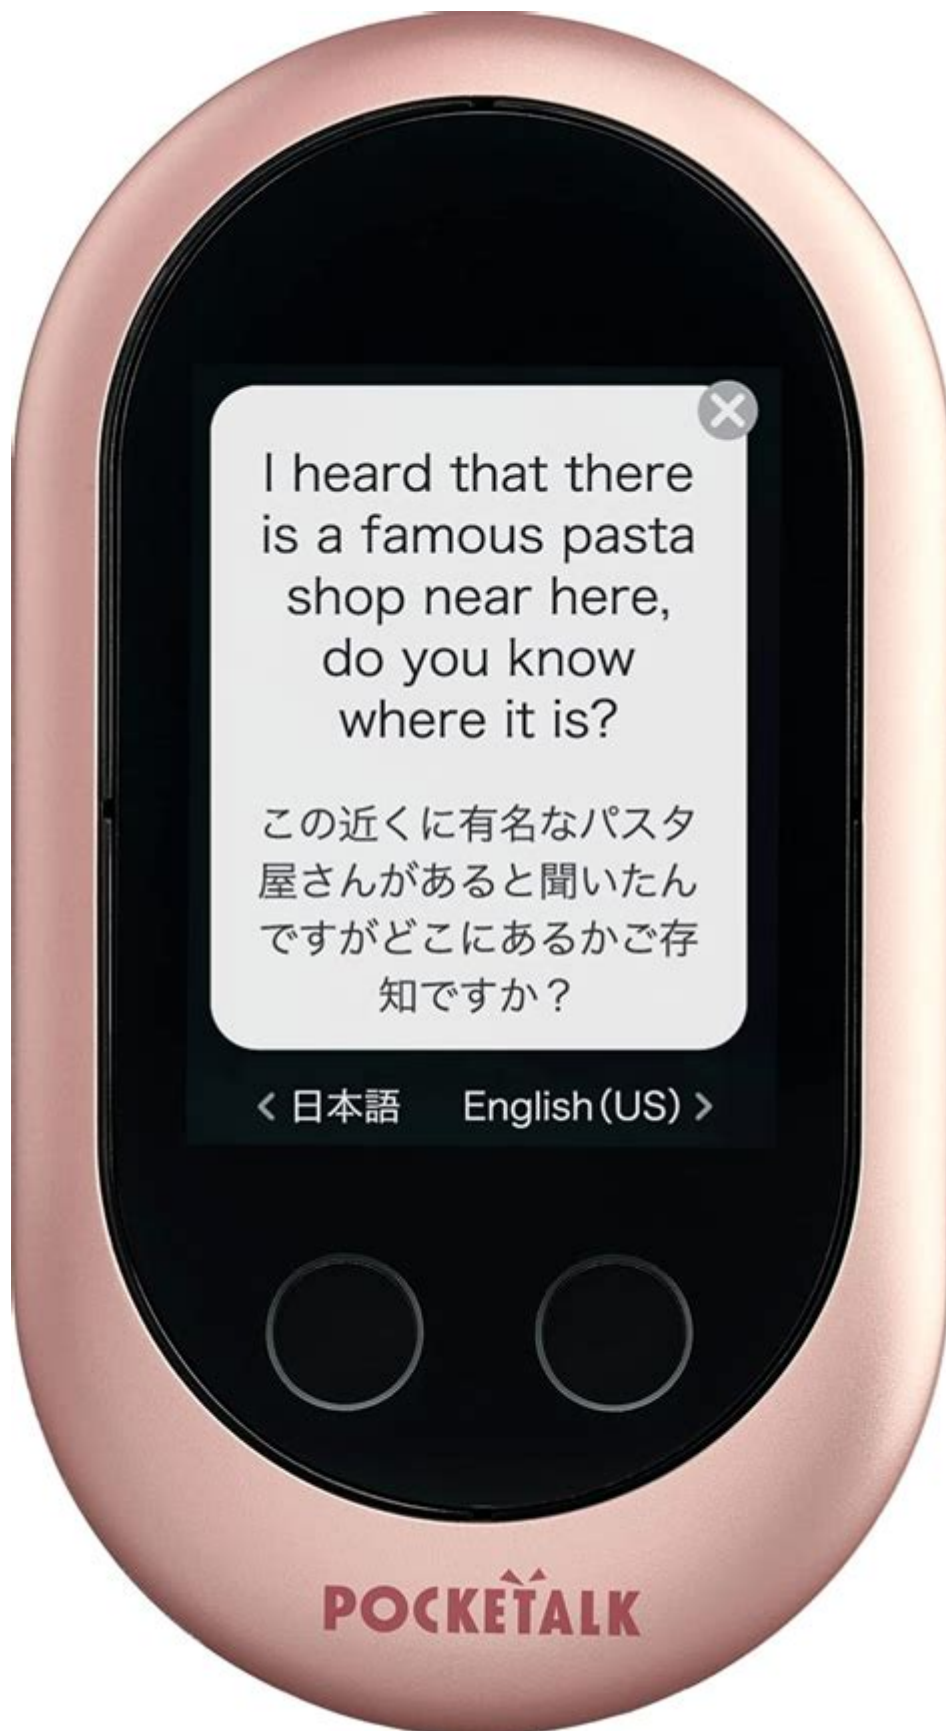 I heard that there
is a famous pasta
shop near here,
do you know
where it is?
この近くに有名なパスタ
屋さんがあると聞いたん
ですがどこにあるかご存
知ですか？
< 日本語 English(US) >
POCKETALK